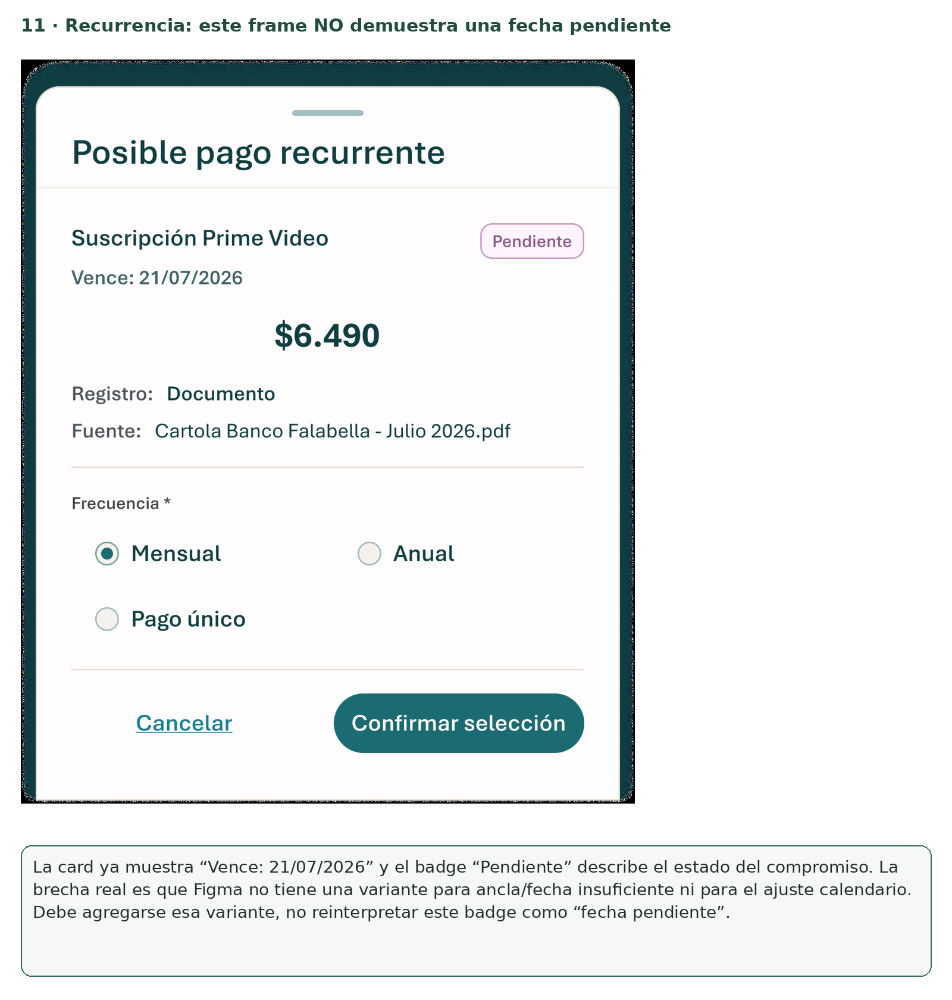 11 · Recurrencia: este frame NO demuestra una fecha pendiente
Posible pago recurrente
Suscripción Prime Video
Pendiente
Vence: 21/07/2026
$6.490
Registro: Documento
Fuente: Cartola Banco Falabella - Julio 2026.pdf
Frecuencia *
Mensual
Anual
Pago único
Cancelar
Confirmar selección
La card ya muestra “Vence: 21/07/2026” y el badge “Pendiente” describe el estado del compromiso. La
brecha real es que Figma no tiene una variante para ancla/fecha insuficiente ni para el ajuste calendario.
Debe agregarse esa variante, no reinterpretar este badge como “fecha pendiente”.